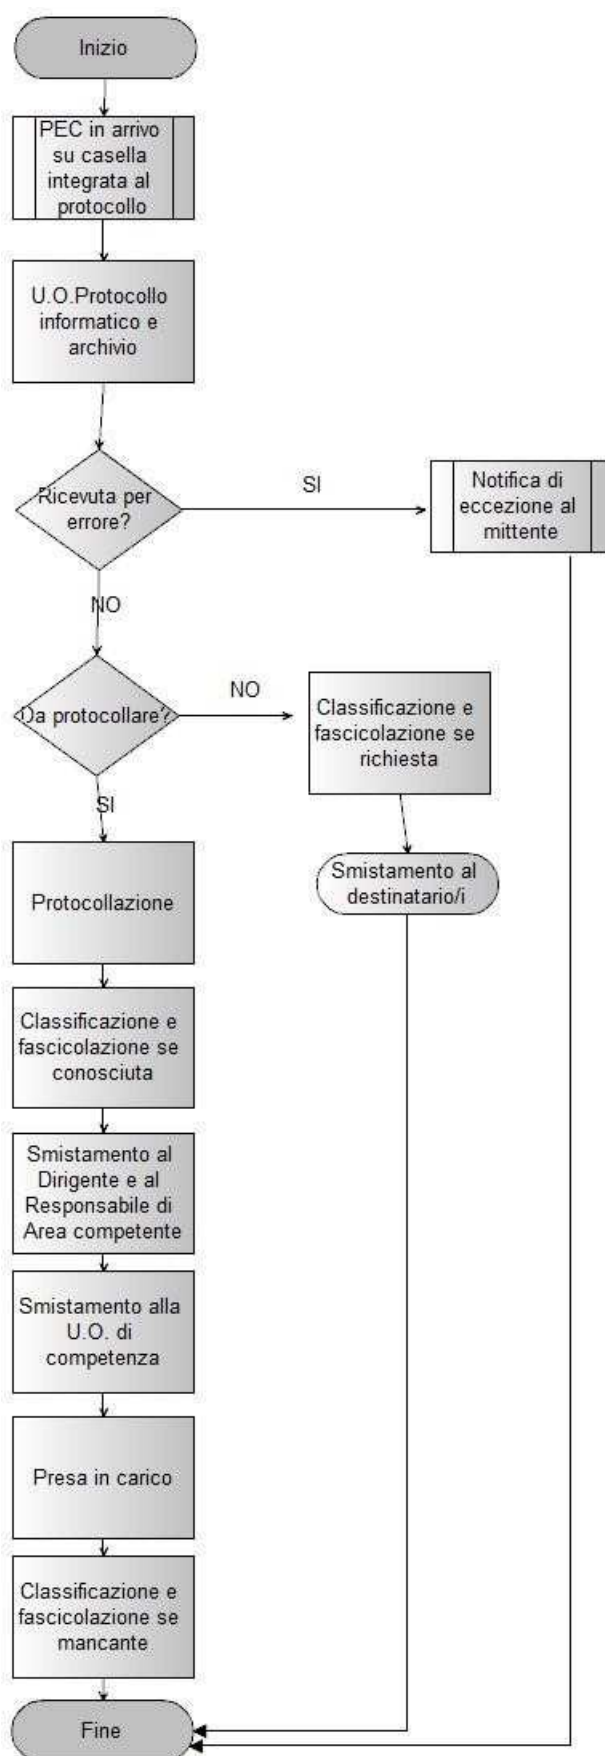 Inizio
PEC in arrivo
su casella
integrata al
protocollo
U.O.Protocollo
informatico e
archivio
Ricevuta per
errore?
SI
Notifica di
eccezione al
mittente
NO
Da protocollare?
NO
Classificazione e
fascicolazione se
richiesta
SI
Smistamento al
destinatario/i
Protocollazione
Classificazione e
fascicolazione se
conosciuta
Smistamento al
Dirigente e al
Responsabile di
Area competente
Smistamento alla
U.O. di
competenza
Presa in carico
Classificazione e
fascicolazione se
mancante
Fine